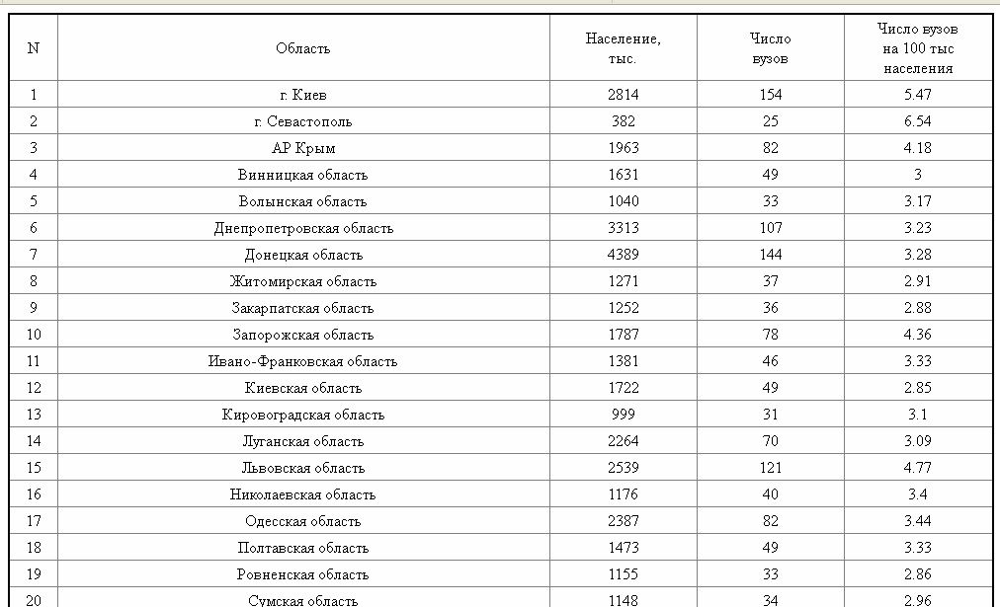 N Область Население, тыс. Число вузов Число вузов на 100 тыс населения
1 г. Киев 2814 154 5.47
2 г. Севастополь 382 25 6.54
3 АР Крым 1963 82 4.18
4 Винницкая область 1631 49 3
5 Волынская область 1040 33 3.17
6 Днепропетровская область 3313 107 3.23
7 Донецкая область 4389 144 3.28
8 Житомирская область 1271 37 2.91
9 Закарпатская область 1252 36 2.88
10 Запорожская область 1787 78 4.36
11 Ивано-Франковская область 1381 46 3.33
12 Киевская область 1722 49 2.85
13 Кировоградская область 999 31 3.1
14 Луганская область 2264 70 3.09
15 Львовская область 2539 121 4.77
16 Николаевская область 1176 40 3.4
17 Одесская область 2387 82 3.44
18 Полтавская область 1473 49 3.33
19 Ровненская область 1155 33 2.86
20 Сумская область 1148 34 2.96